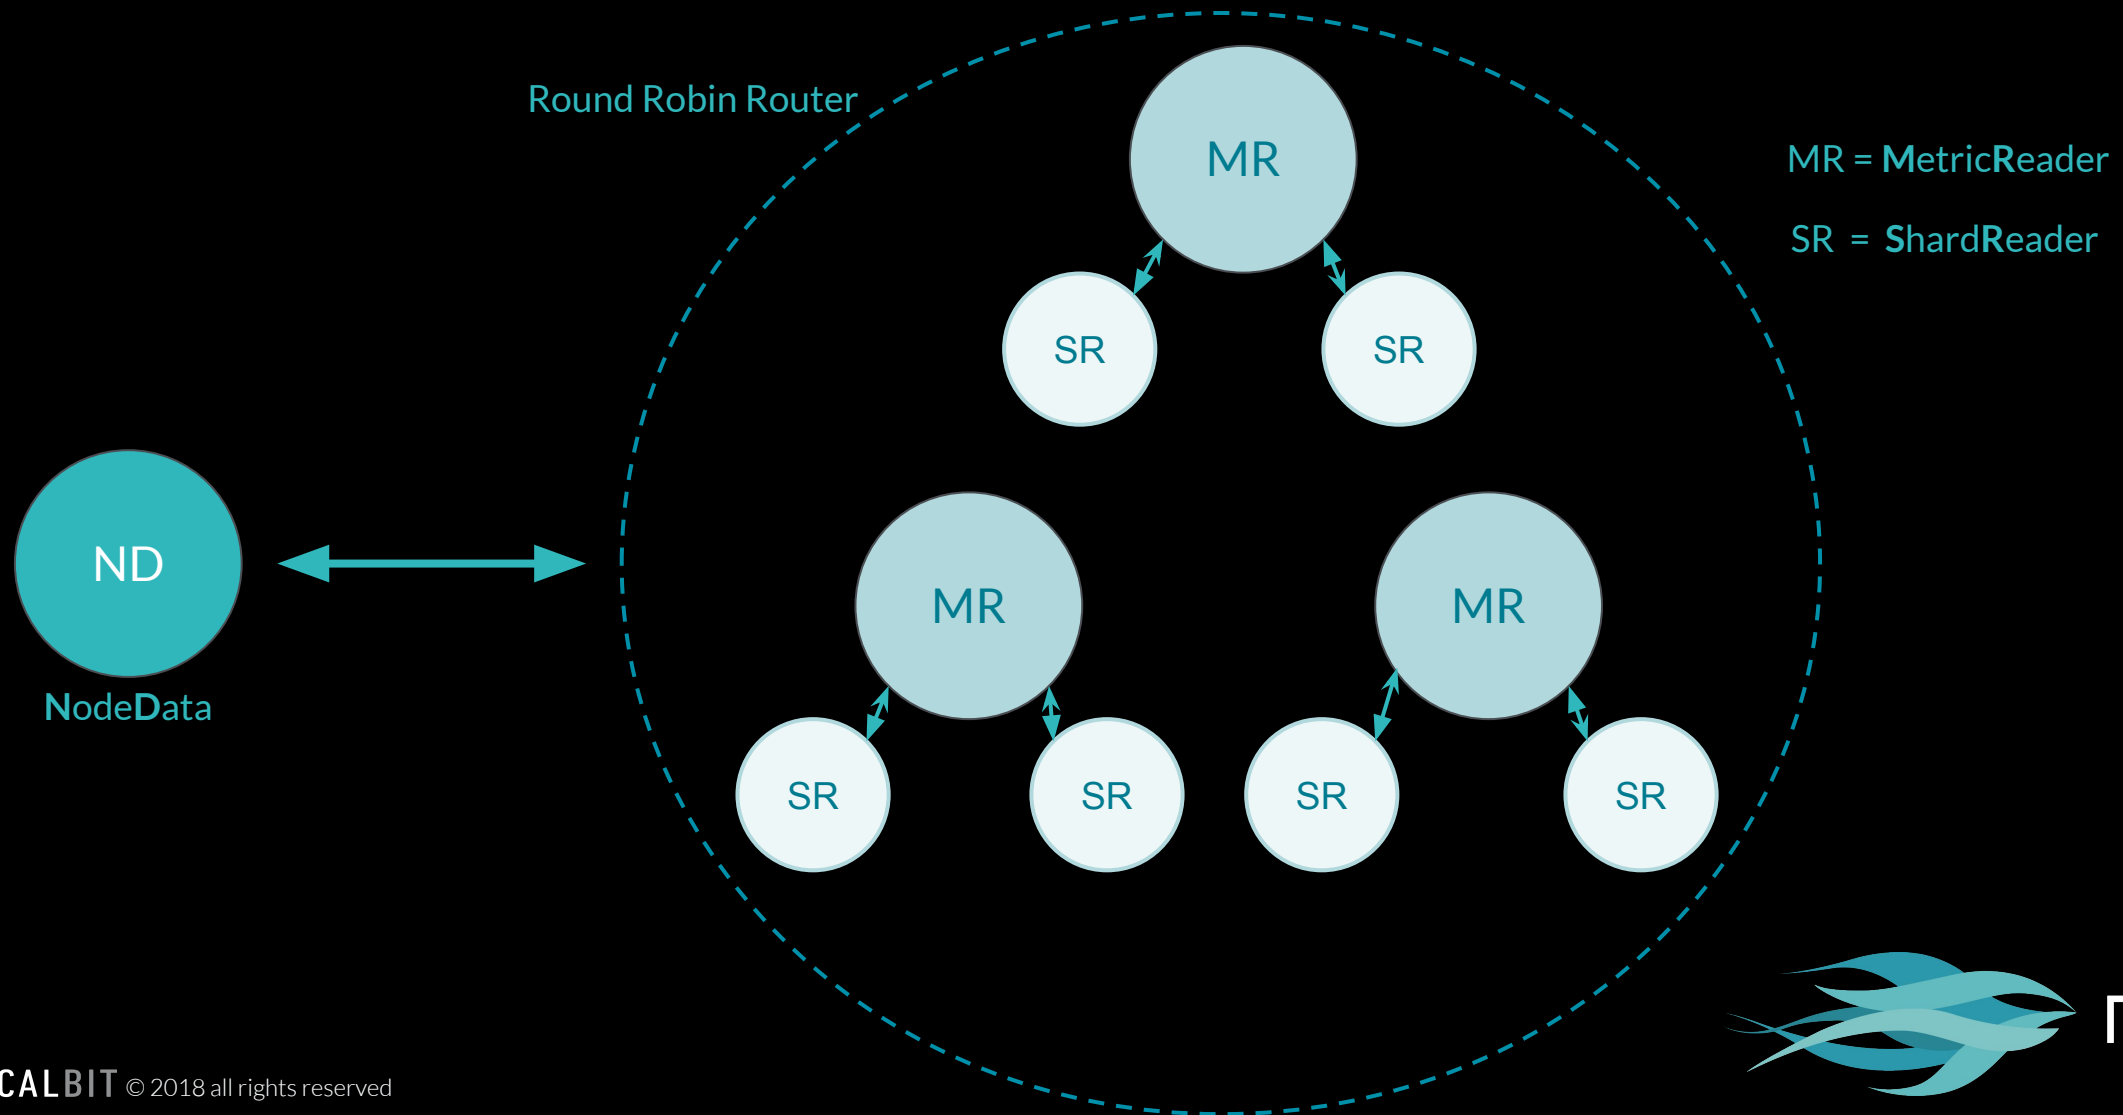 Round Robin Router
MR
MR = MetricReader
SR = ShardReader
SR
SR
ND
NodeData
MR
MR
SR
SR
SR
SR
CALBIT © 2018 all rights reserved